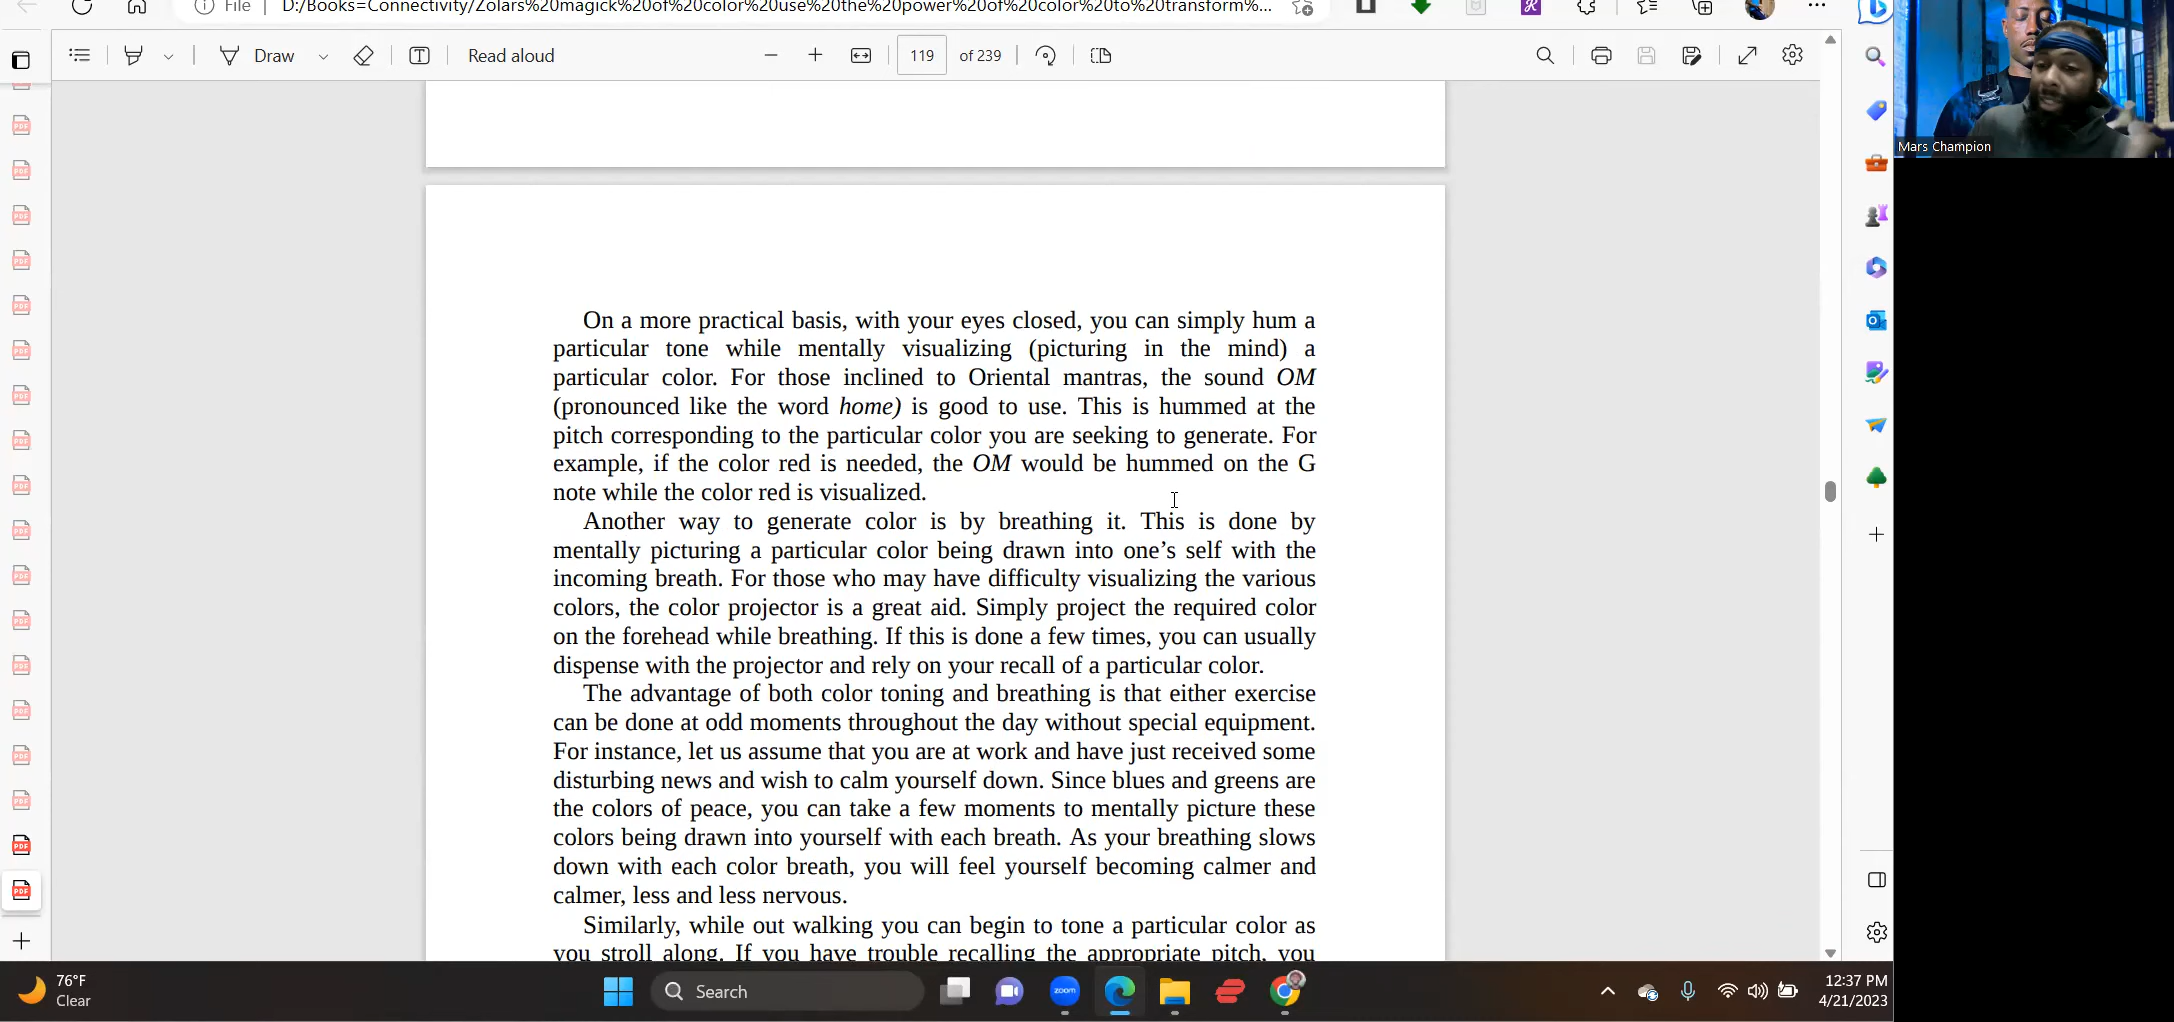 File
D:/Books=Connectivity/Zolars%20magick%20of%20color%20use%20the%20power%20of%20color%20to%20transform%...
Draw
Read aloud
119 of 239
Mars Champion
On a more practical basis, with your eyes closed, you can simply hum a
particular tone while mentally visualizing (picturing in the mind) a
particular color. For those inclined to Oriental mantras, the sound OM
(pronounced like the word home) is good to use. This is hummed at the
pitch corresponding to the particular color you are seeking to generate. For
example, if the color red is needed, the OM would be hummed on the G
note while the color red is visualized.
Another way to generate color is by breathing it. This is done by
mentally picturing a particular color being drawn into one’s self with the
incoming breath. For those who may have difficulty visualizing the various
colors, the color projector is a great aid. Simply project the required color
on the forehead while breathing. If this is done a few times, you can usually
dispense with the projector and rely on your recall of a particular color.
The advantage of both color toning and breathing is that either exercise
can be done at odd moments throughout the day without special equipment.
For instance, let us assume that you are at work and have just received some
disturbing news and wish to calm yourself down. Since blues and greens are
the colors of peace, you can take a few moments to mentally picture these
colors being drawn into yourself with each breath. As your breathing slows
down with each color breath, you will feel yourself becoming calmer and
calmer, less and less nervous.
Similarly, while out walking you can begin to tone a particular color as
you stroll along. If you have trouble recalling the appropriate pitch, you
76°F
Clear
Search
zoom
12:37 PM
4/21/2023